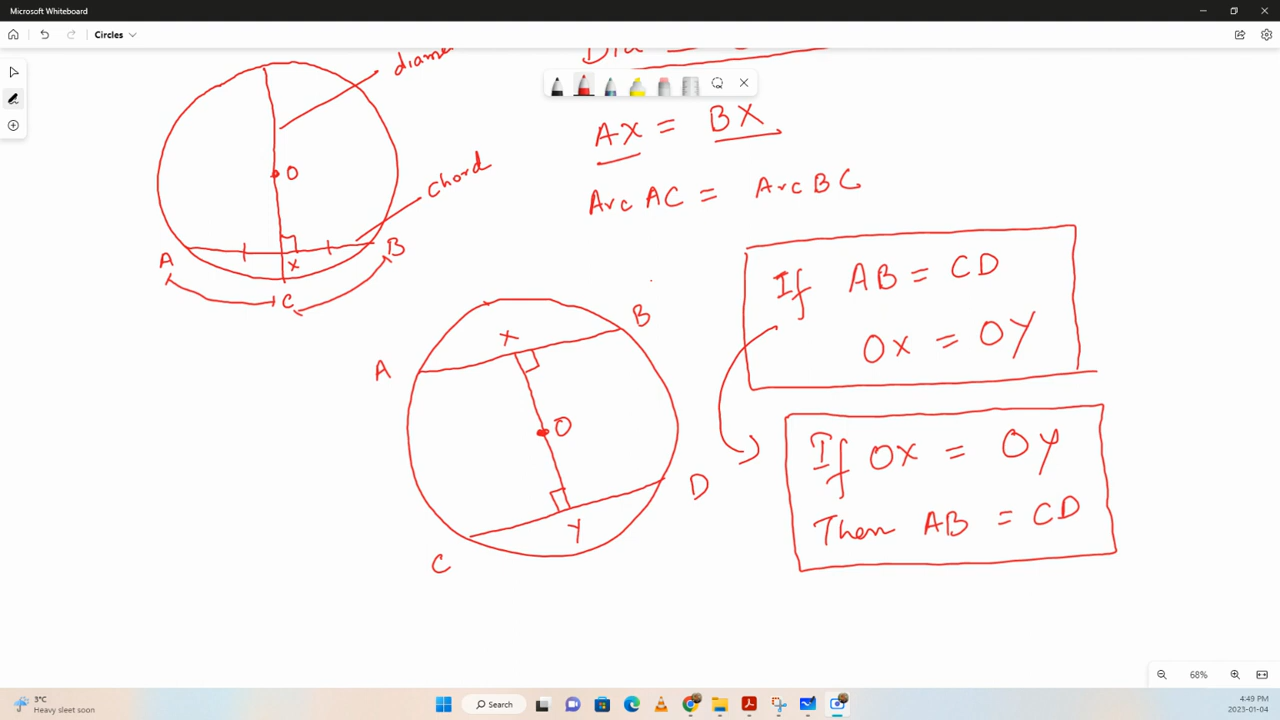 Microsoft Whiteboard
Circles
diame
O
chord
A
B
X
C
AX = BX
Arc AC = Arc BC
If AB = CD
OX = OY
X
B
A
O
D
Y
C
If OX = OY
Then AB = CD
68%
3°C
Heavy sleet soon
Search
4:49 PM
2023-01-04